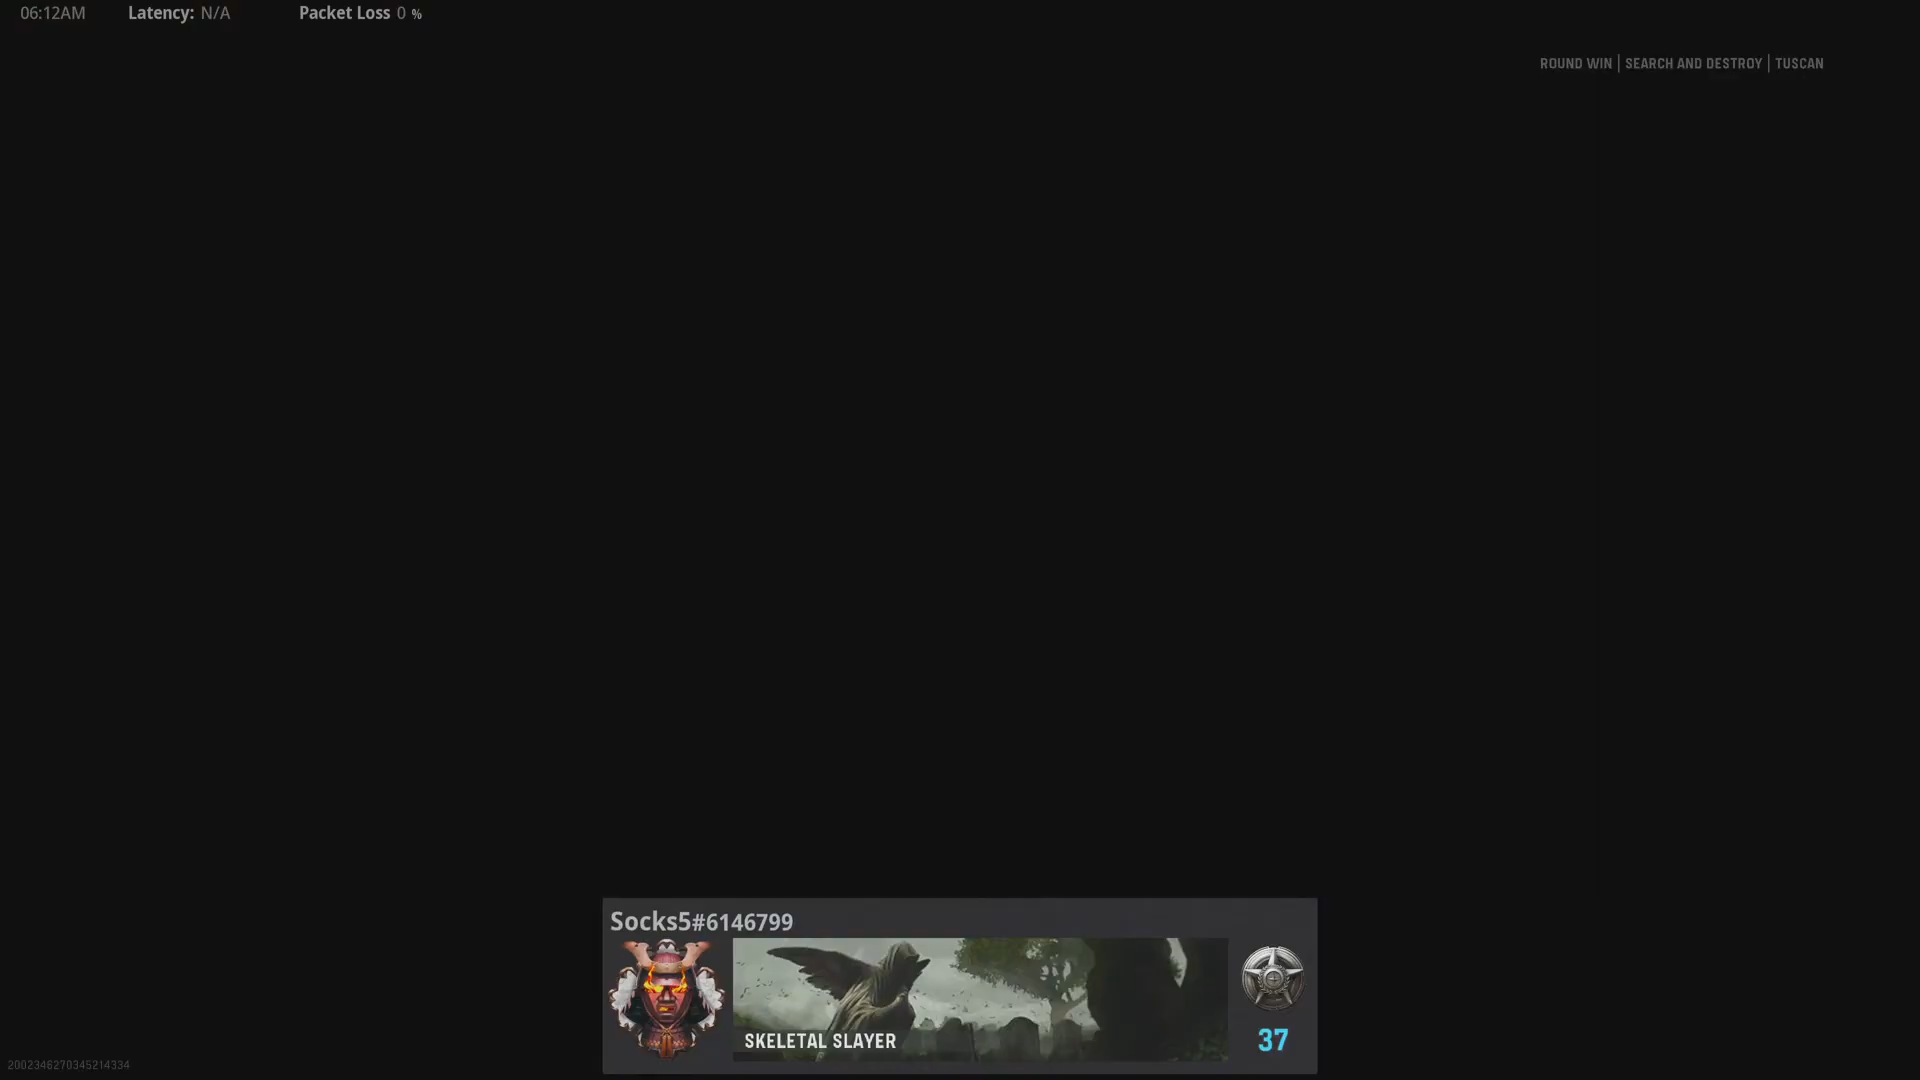 06:12AM Latency: N/A Packet Loss 0 %
ROUND WIN | SEARCH AND DESTROY | TUSCAN
Socks5#6146799
SKELETAL SLAYER
37
2002346270345214334